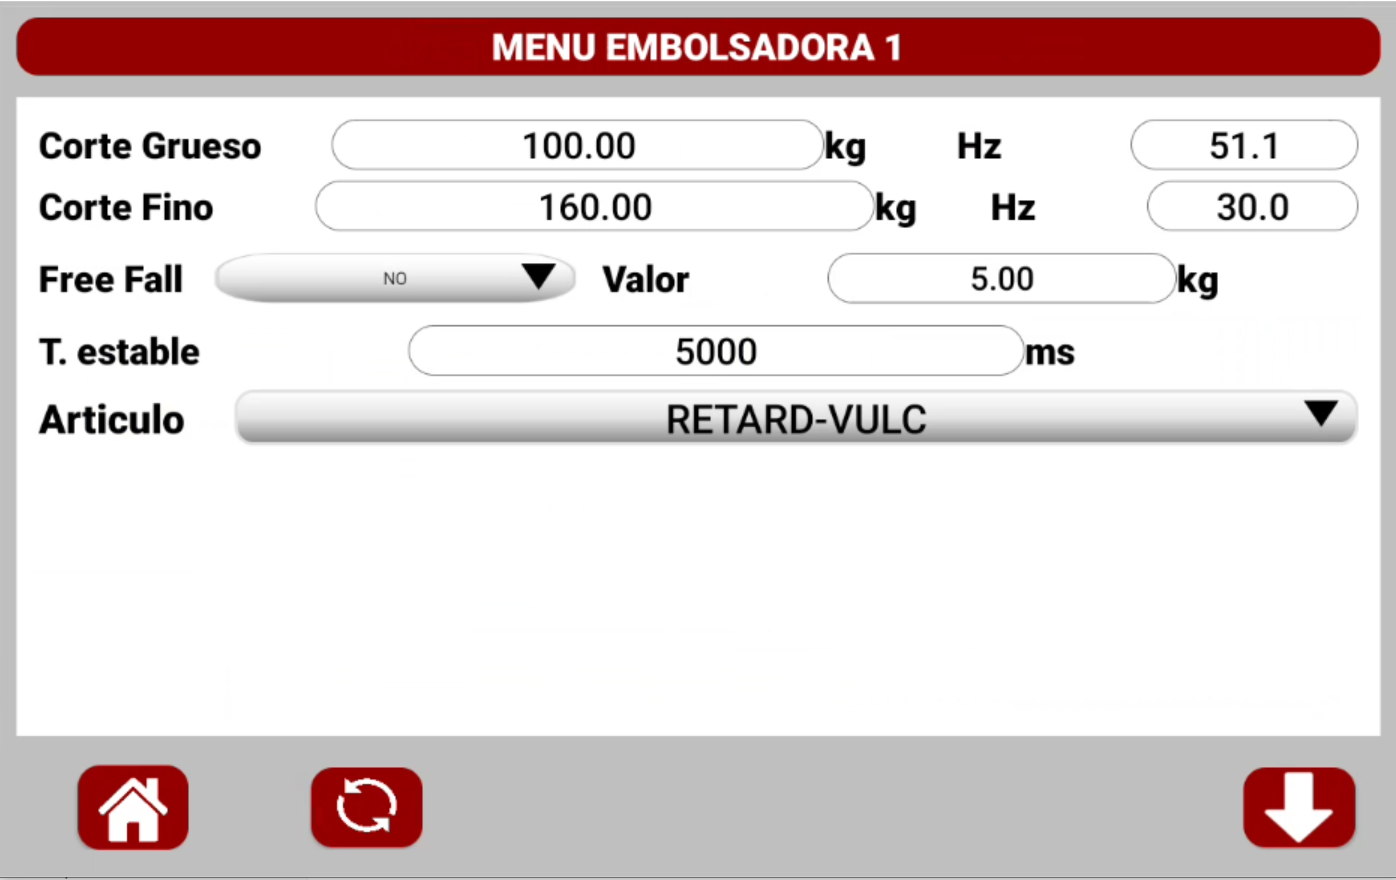 MENU EMBOLSADORA 1
Corte Grueso 100.00 kg Hz 51.1
Corte Fino 160.00 kg Hz 30.0
Free Fall NO Valor 5.00 kg
T. estable 5000 ms
Articulo RETARD-VULC